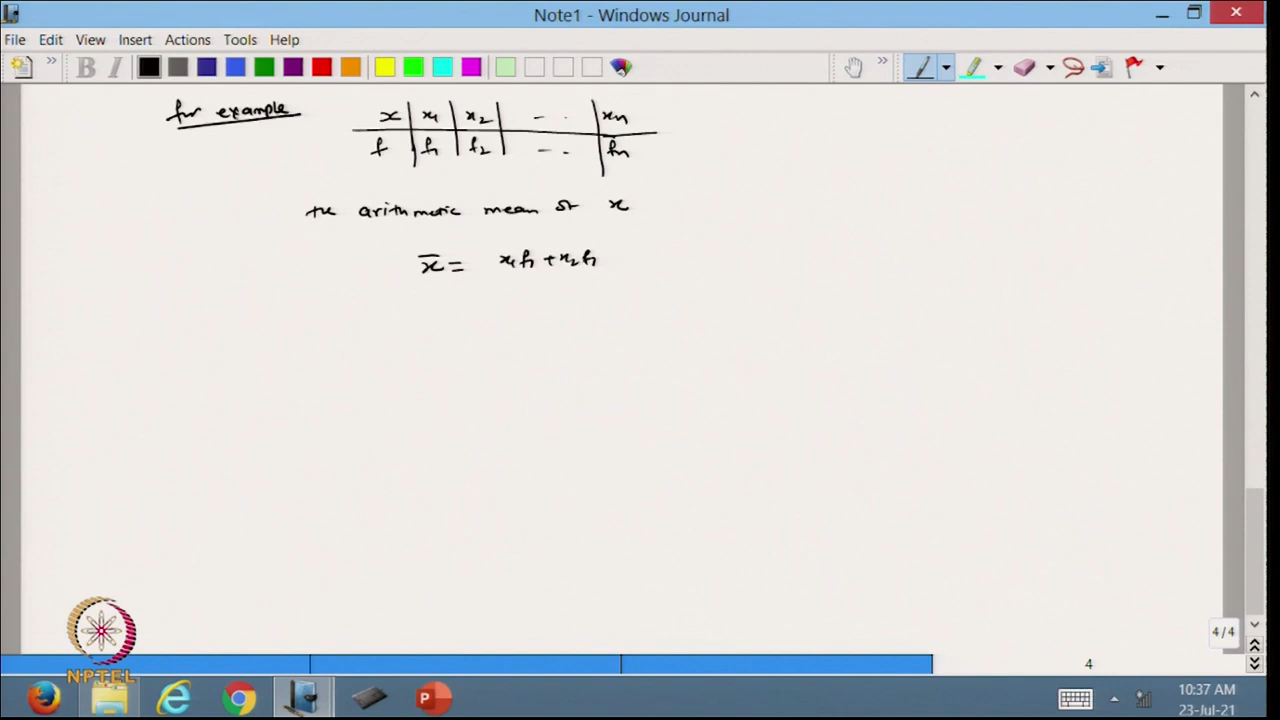 Note1 - Windows Journal
File Edit View Insert Actions Tools Help
for example
x x1 x2 - . . xn
f f1 f2 - . . fn
the arithmetic mean of x
x̄ = x1f1 + x2f
4/4
4
NPTEL
10:37 AM
23-Jul-21